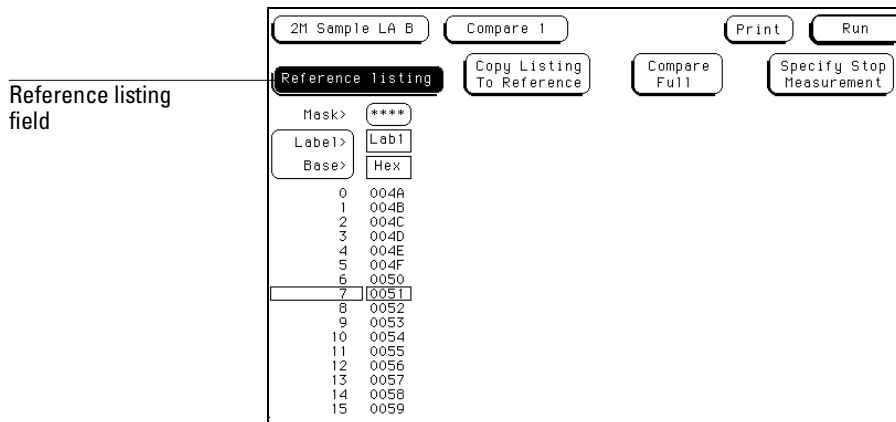 2M Sample LA B Compare 1 Print Run
Reference listing Copy Listing To Reference Compare Full Specify Stop Measurement
Reference listing
field
Mask> ****
Label> Lab1
Base> Hex
0 004A
1 004B
2 004C
3 004D
4 004E
5 004F
6 0050
7 0051
8 0052
9 0053
10 0054
11 0055
12 0056
13 0057
14 0058
15 0059